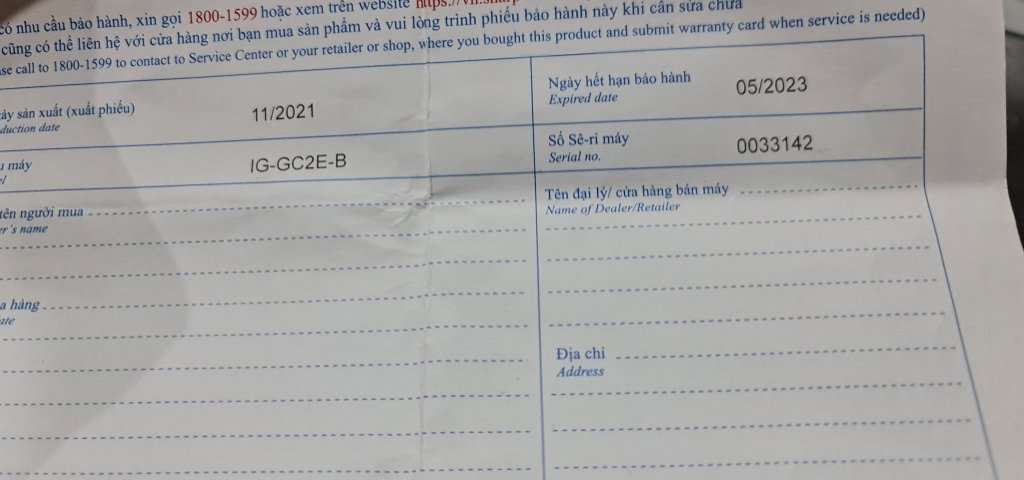 có nhu cầu bảo hành, xin gọi 1800-1599 hoặc xem trên website
cũng có thể liên hệ với cửa hàng nơi bạn mua sản phẩm và vui lòng trình phiếu bảo hành này khi cần sửa chữa
se call to 1800-1599 to contact to Service Center or your retailer or shop, where you bought this product and submit warranty card when service is needed)
ày sản xuất (xuất phiếu) 11/2021
duction date
Ngày hết hạn bảo hành 05/2023
Expired date
máy IG-GC2E-B
Số Sê-ri máy 0033142
Serial no.
tên người mua
er's name
Tên đại lý/ cửa hàng bán máy
Name of Dealer/Retailer
a hàng
ate
Địa chỉ
Address